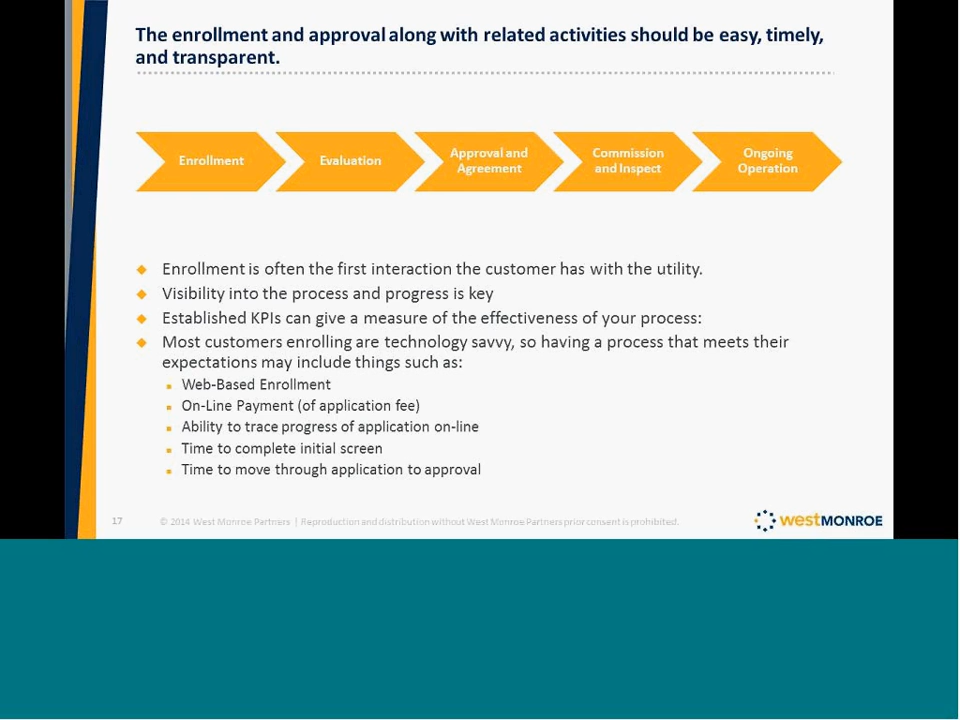 The enrollment and approval along with related activities should be easy, timely,
and transparent.
Enrollment
Evaluation
Approval and
Agreement
Commission
and Inspect
Ongoing
Operation
Enrollment is often the first interaction the customer has with the utility.
Visibility into the process and progress is key
Established KPIs can give a measure of the effectiveness of your process:
Most customers enrolling are technology savvy, so having a process that meets their
expectations may include things such as:
Web-Based Enrollment
On-Line Payment (of application fee)
Ability to trace progress of application on-line
Time to complete initial screen
Time to move through application to approval
17
© 2014 West Monroe Partners | Reproduction and distribution without West Monroe Partners prior consent is prohibited.
westMONROE